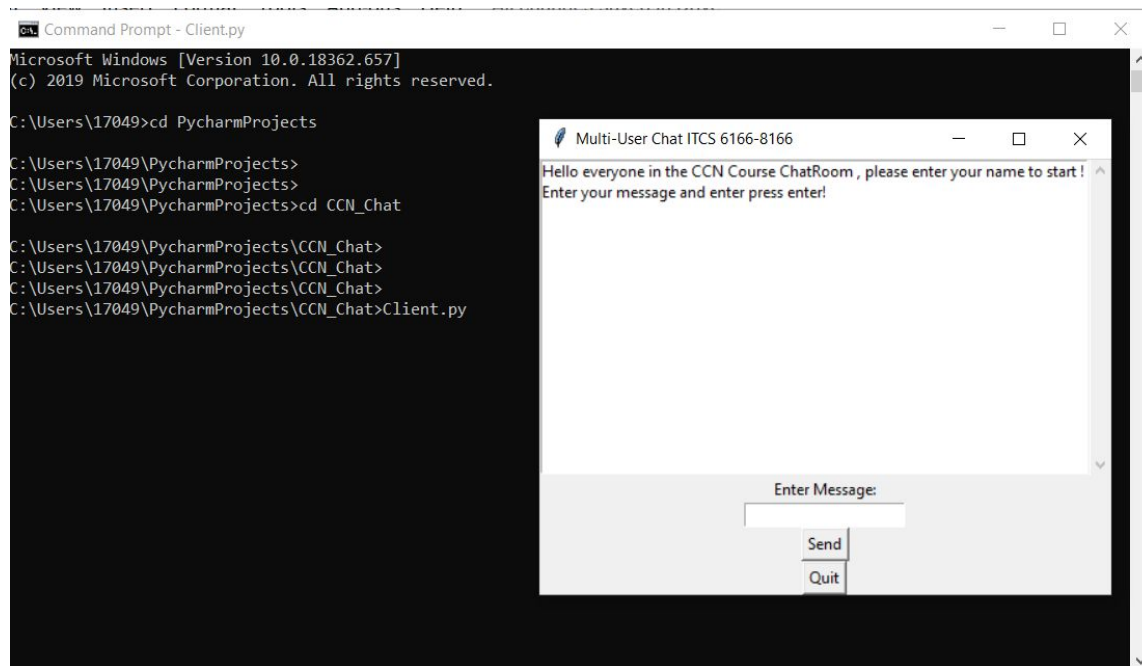 Command Prompt - Client.py
Microsoft Windows [Version 10.0.18362.657]
(c) 2019 Microsoft Corporation. All rights reserved.
C:\Users\17049>cd PycharmProjects
C:\Users\17049\PycharmProjects>
C:\Users\17049\PycharmProjects>
C:\Users\17049\PycharmProjects>cd CCN_Chat
C:\Users\17049\PycharmProjects\CCN_Chat>
C:\Users\17049\PycharmProjects\CCN_Chat>
C:\Users\17049\PycharmProjects\CCN_Chat>
C:\Users\17049\PycharmProjects\CCN_Chat>Client.py
Multi-User Chat ITCS 6166-8166
Hello everyone in the CCN Course ChatRoom , please enter your name to start !
Enter your message and enter press enter!
Enter Message:
Send
Quit